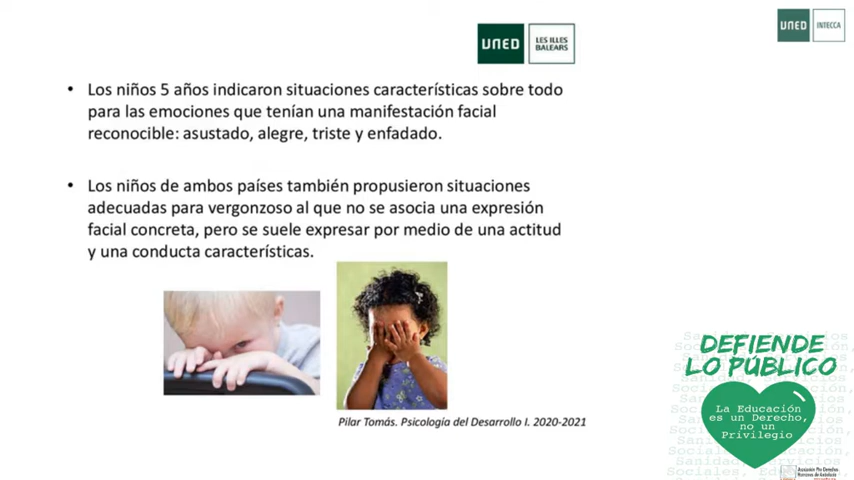 UNED
LES ILLES
BALEARS
UNED
INTECCA
• Los niños 5 años indicaron situaciones características sobre todo
para las emociones que tenían una manifestación facial
reconocible: asustado, alegre, triste y enfadado.
• Los niños de ambos países también propusieron situaciones
adecuadas para vergonzoso al que no se asocia una expresión
facial concreta, pero se suele expresar por medio de una actitud
y una conducta características.
Pilar Tomás. Psicología del Desarrollo I. 2020-2021
DEFIENDE
LO PÚBLICO
La Educación
es un Derecho,
no un
Privilegio